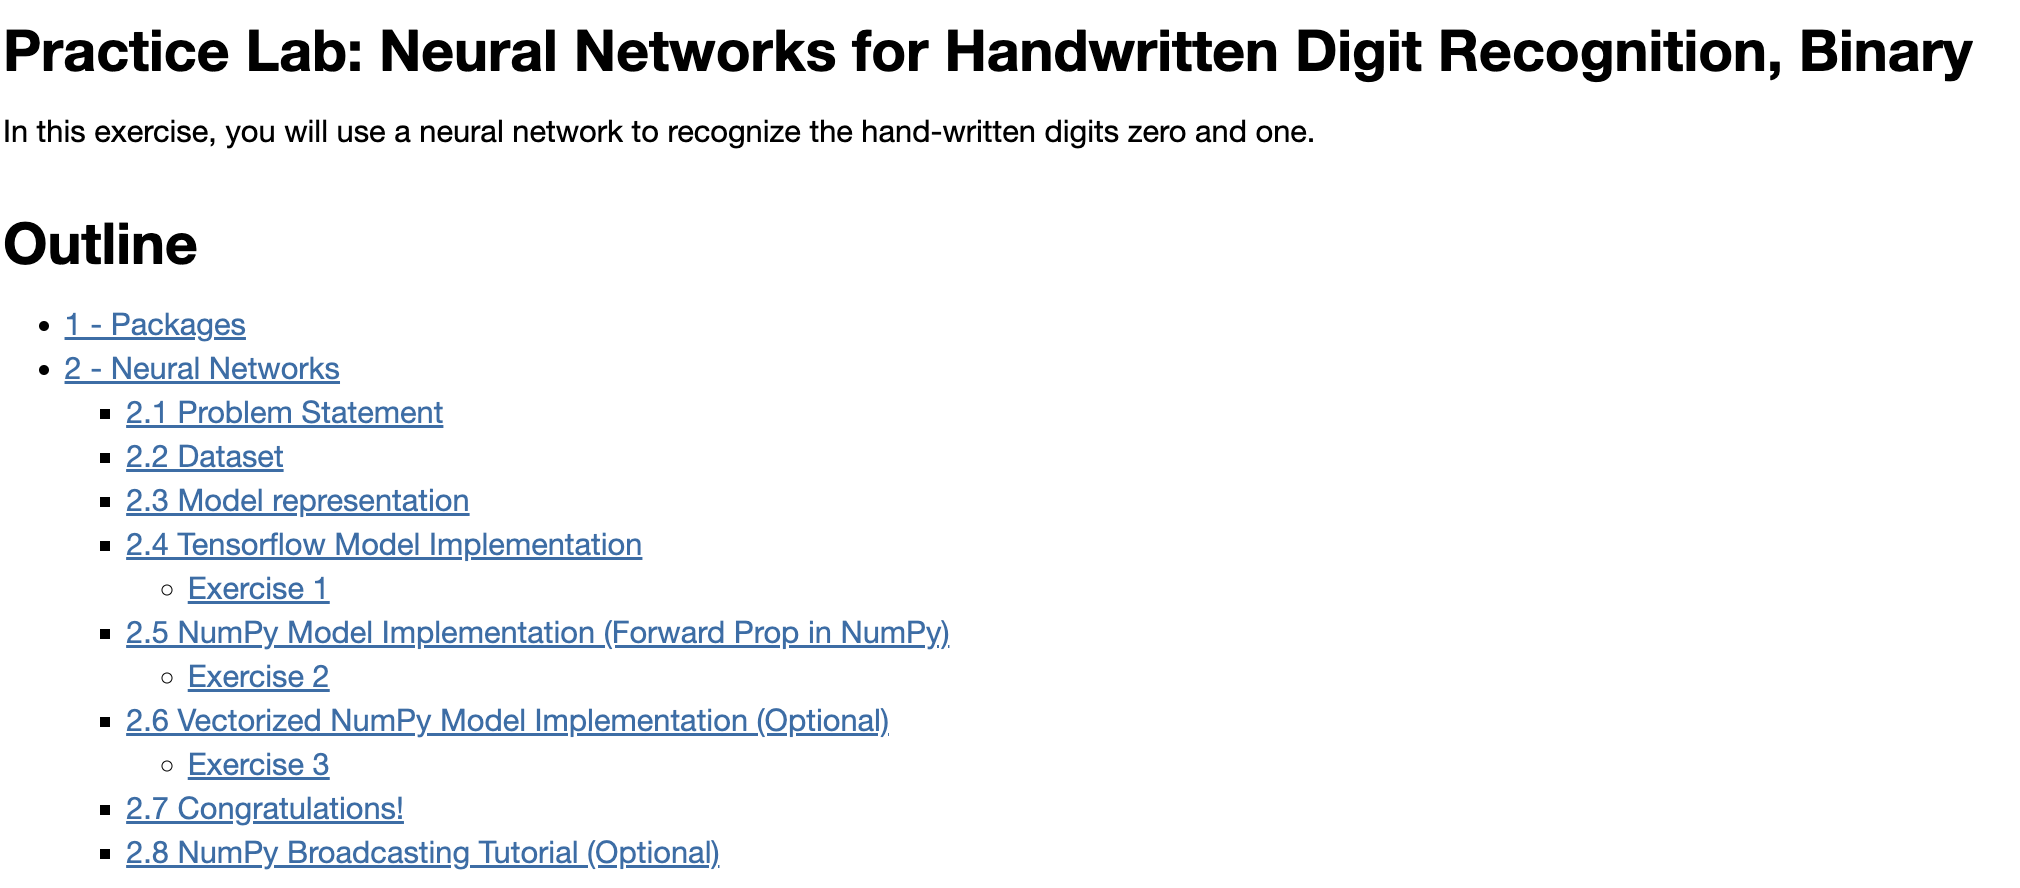 Practice Lab: Neural Networks for Handwritten Digit Recognition, Binary
In this exercise, you will use a neural network to recognize the hand-written digits zero and one.
Outline
1 - Packages
2 - Neural Networks
2.1 Problem Statement
2.2 Dataset
2.3 Model representation
2.4 Tensorflow Model Implementation
Exercise 1
2.5 NumPy Model Implementation (Forward Prop in NumPy)
Exercise 2
2.6 Vectorized NumPy Model Implementation (Optional)
Exercise 3
2.7 Congratulations!
2.8 NumPy Broadcasting Tutorial (Optional)